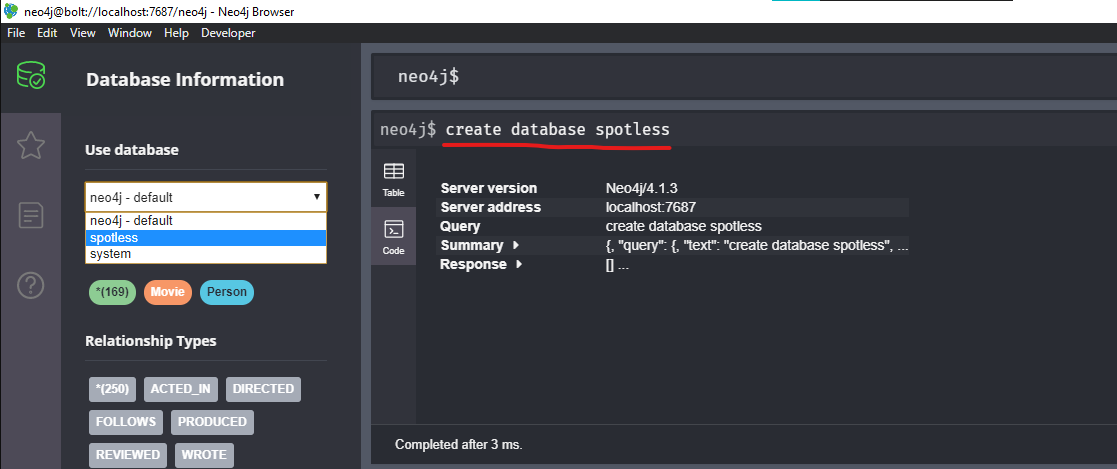 neo4j@bolt://localhost:7687/neo4j - Neo4j Browser
File Edit View Window Help Developer
Database Information
Use database
neo4j - default
neo4j - default
spotless
system
*(169) Movie Person
Relationship Types
*(250) ACTED_IN DIRECTED
FOLLOWS PRODUCED
REVIEWED WROTE
neo4j$
neo4j$ create database spotless
Table
Code
Server version Neo4j/4.1.3
Server address localhost:7687
Query create database spotless
Summary {, "query": {, "text": "create database spotless", ...
Response [] ...
Completed after 3 ms.